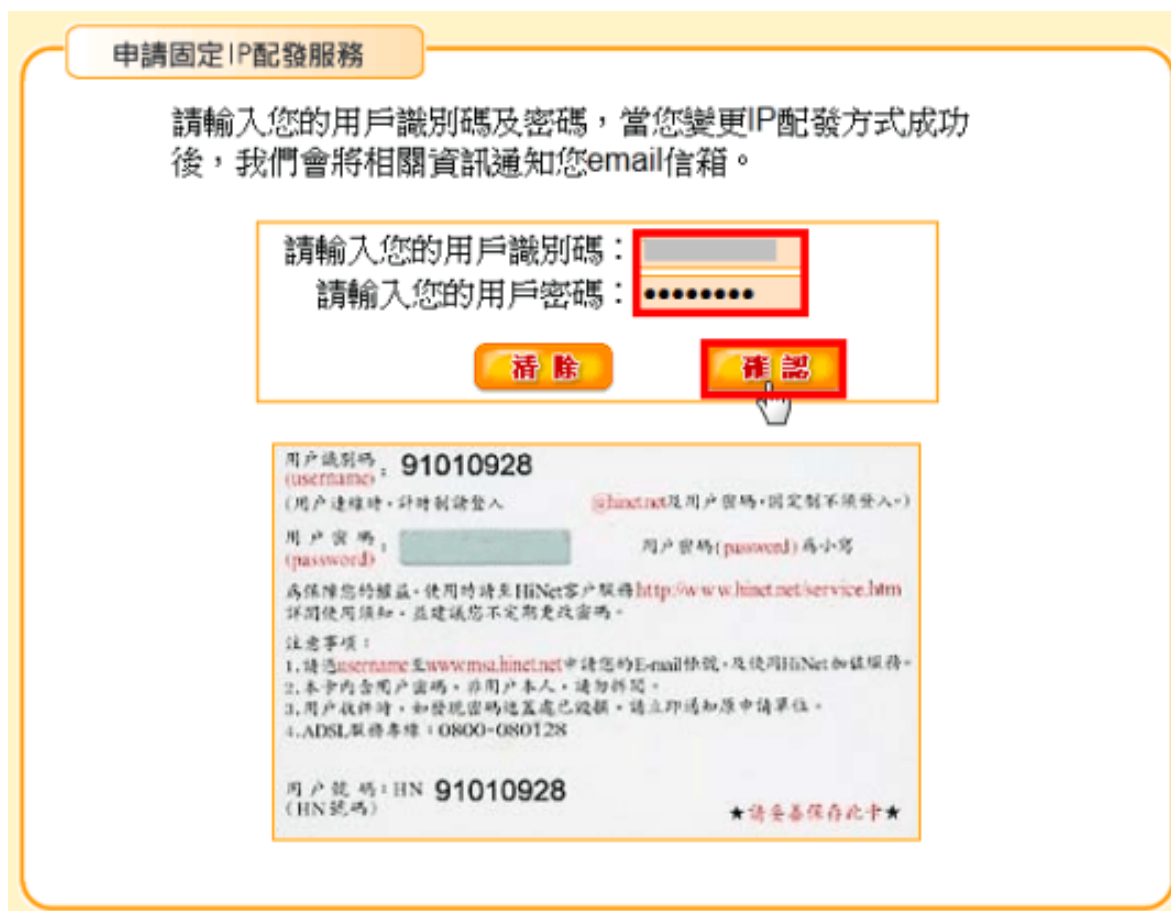 申請固定IP配發服務
請輸入您的用戶識別碼及密碼，當您變更IP配發方式成功
後，我們會將相關資訊通知您email信箱。
請輸入您的用戶識別碼：
請輸入您的用戶密碼：••••••••
清除 確認
用戶識別碼：91010928
(username)
(用戶連線時，計時制請登入 @hinet.net及用戶密碼，固定制不須登入。)
用戶密碼：
(password) 用戶密碼(password)為小寫
為保障您的權益，使用時請至HiNet客戶服務http://www.hinet.net/service.htm
詳閱使用須知，並建議您不定期更改密碼。
注意事項：
1.請憑username至www.msa.hinet.net申請您的E-mail帳號，及使用HiNet加值服務。
2.本卡內含用戶密碼，非用戶本人，請勿拆閱。
3.用戶收件時，如發現密碼遮蓋處已毀損，請立即通知原申請單位。
4.ADSL服務專線：0800-080128
用戶號碼：HN 91010928
(HN號碼) ★請妥善保存此卡★